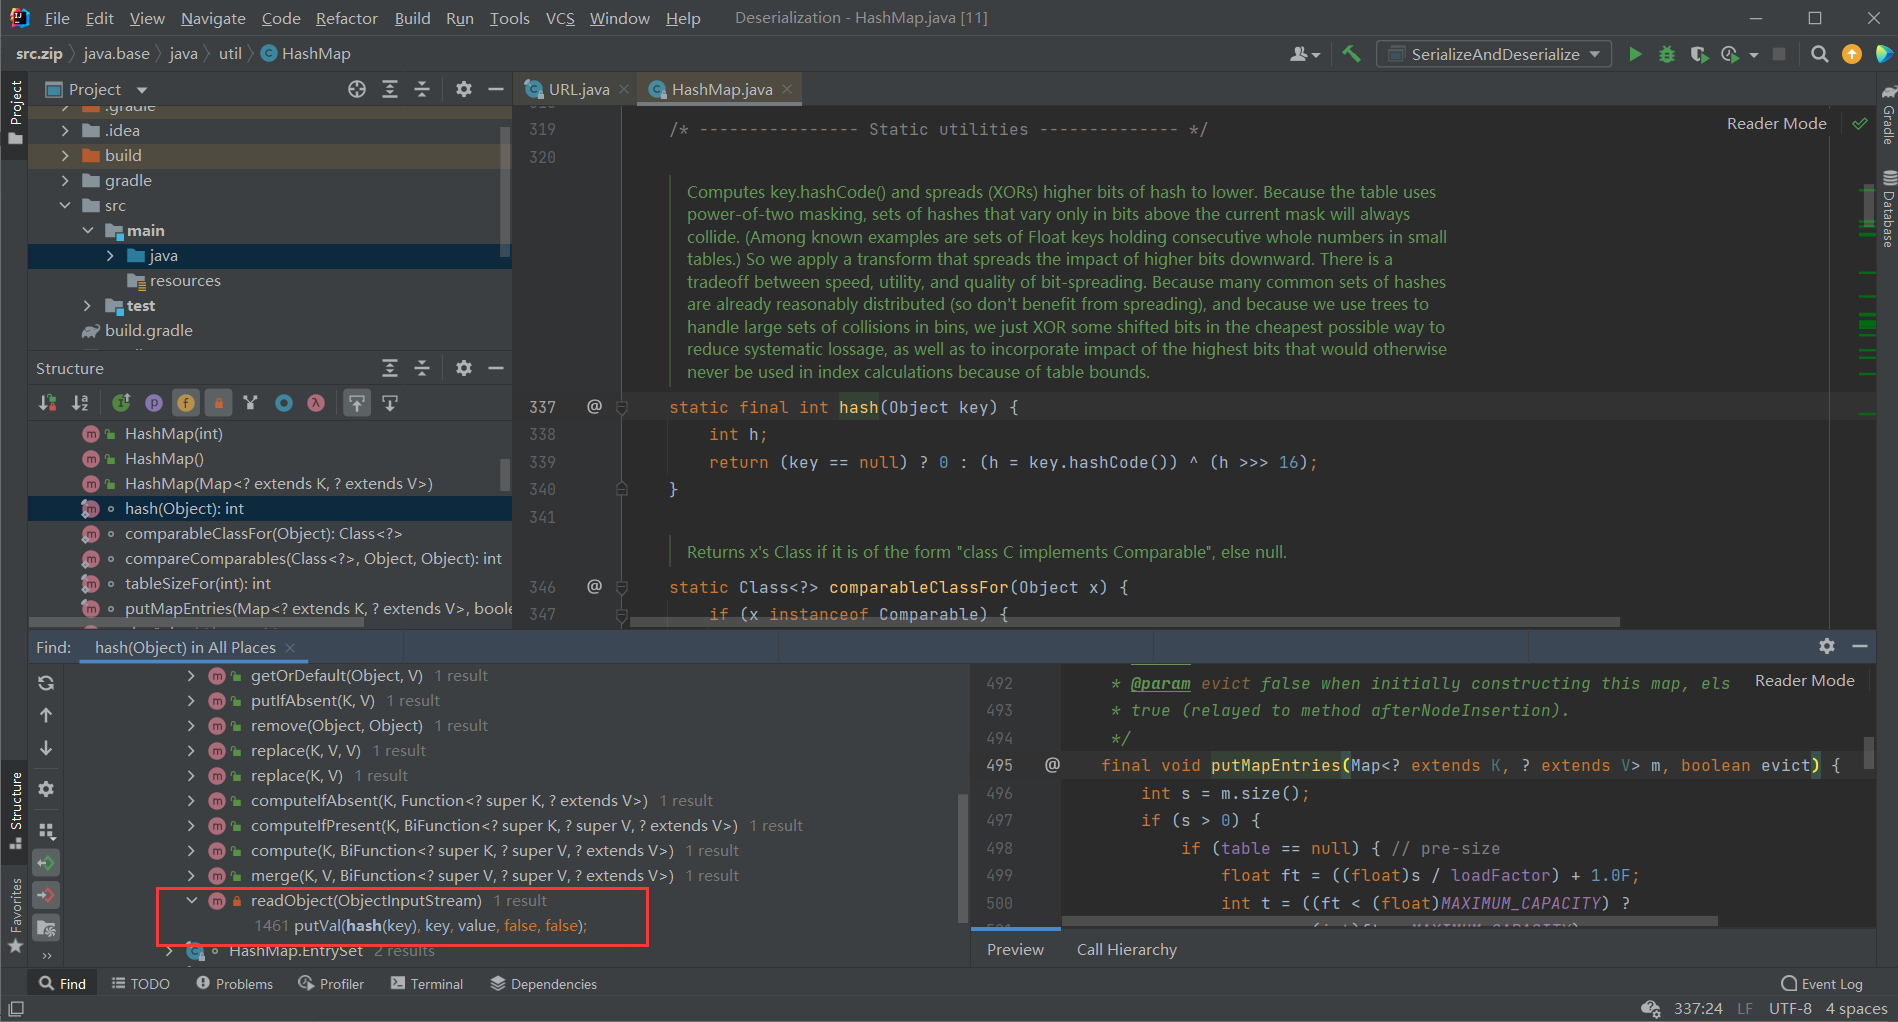 File Edit View Navigate Code Refactor Build Run Tools VCS Window Help Deserialization - HashMap.java [11]
src.zip java.base java util HashMap SerializeAndDeserialize
Project
URL.java HashMap.java
.gradle
.idea
build
gradle
src
main
java
resources
test
build.gradle
Structure
HashMap(int)
HashMap()
HashMap(Map<? extends K, ? extends V>)
hash(Object): int
comparableClassFor(Object): Class<?>
compareComparables(Class<?>, Object, Object): int
tableSizeFor(int): int
putMapEntries(Map<? extends K, ? extends V>, boole
319 /* ---------------- Static utilities -------------- */
Reader Mode
320
Computes key.hashCode() and spreads (XORs) higher bits of hash to lower. Because the table uses
power-of-two masking, sets of hashes that vary only in bits above the current mask will always
collide. (Among known examples are sets of Float keys holding consecutive whole numbers in small
tables.) So we apply a transform that spreads the impact of higher bits downward. There is a
tradeoff between speed, utility, and quality of bit-spreading. Because many common sets of hashes
are already reasonably distributed (so don't benefit from spreading), and because we use trees to
handle large sets of collisions in bins, we just XOR some shifted bits in the cheapest possible way to
reduce systematic lossage, as well as to incorporate impact of the highest bits that would otherwise
never be used in index calculations because of table bounds.
337 @ static final int hash(Object key) {
338 int h;
339 return (key == null) ? 0 : (h = key.hashCode()) ^ (h >>> 16);
340 }
341
Returns x's Class if it is of the form "class C implements Comparable", else null.
346 @ static Class<?> comparableClassFor(Object x) {
347 if (x instanceof Comparable) {
Find: hash(Object) in All Places
getOrDefault(Object, V) 1 result
putIfAbsent(K, V) 1 result
remove(Object, Object) 1 result
replace(K, V, V) 1 result
replace(K, V) 1 result
computeIfAbsent(K, Function<? super K, ? extends V>) 1 result
computeIfPresent(K, BiFunction<? super K, ? super V, ? extends V>) 1 result
compute(K, BiFunction<? super K, ? super V, ? extends V>) 1 result
merge(K, V, BiFunction<? super V, ? super V, ? extends V>) 1 result
readObject(ObjectInputStream) 1 result
1461 putVal(hash(key), key, value, false, false);
HashMap.EntrySet 2 results
492 * @param evict false when initially constructing this map, els
Reader Mode
493 * true (relayed to method afterNodeInsertion).
494 */
495 @ final void putMapEntries(Map<? extends K, ? extends V> m, boolean evict) {
496 int s = m.size();
497 if (s > 0) {
498 if (table == null) { // pre-size
499 float ft = ((float)s / loadFactor) + 1.0F;
500 int t = ((ft < (float)MAXIMUM_CAPACITY) ?
Preview Call Hierarchy
Project
Structure
Favorites
Gradle
Database
Find TODO Problems Profiler Terminal Dependencies Event Log
337:24 LF UTF-8 4 spaces